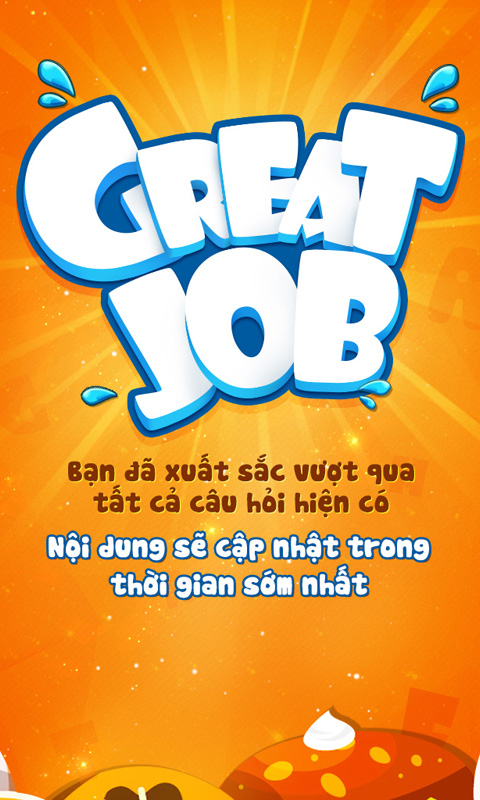 GREAT
JOB
Bạn đã xuất sắc vượt qua
tất cả câu hỏi hiện có
Nội dung sẽ cập nhật trong
thời gian sớm nhất